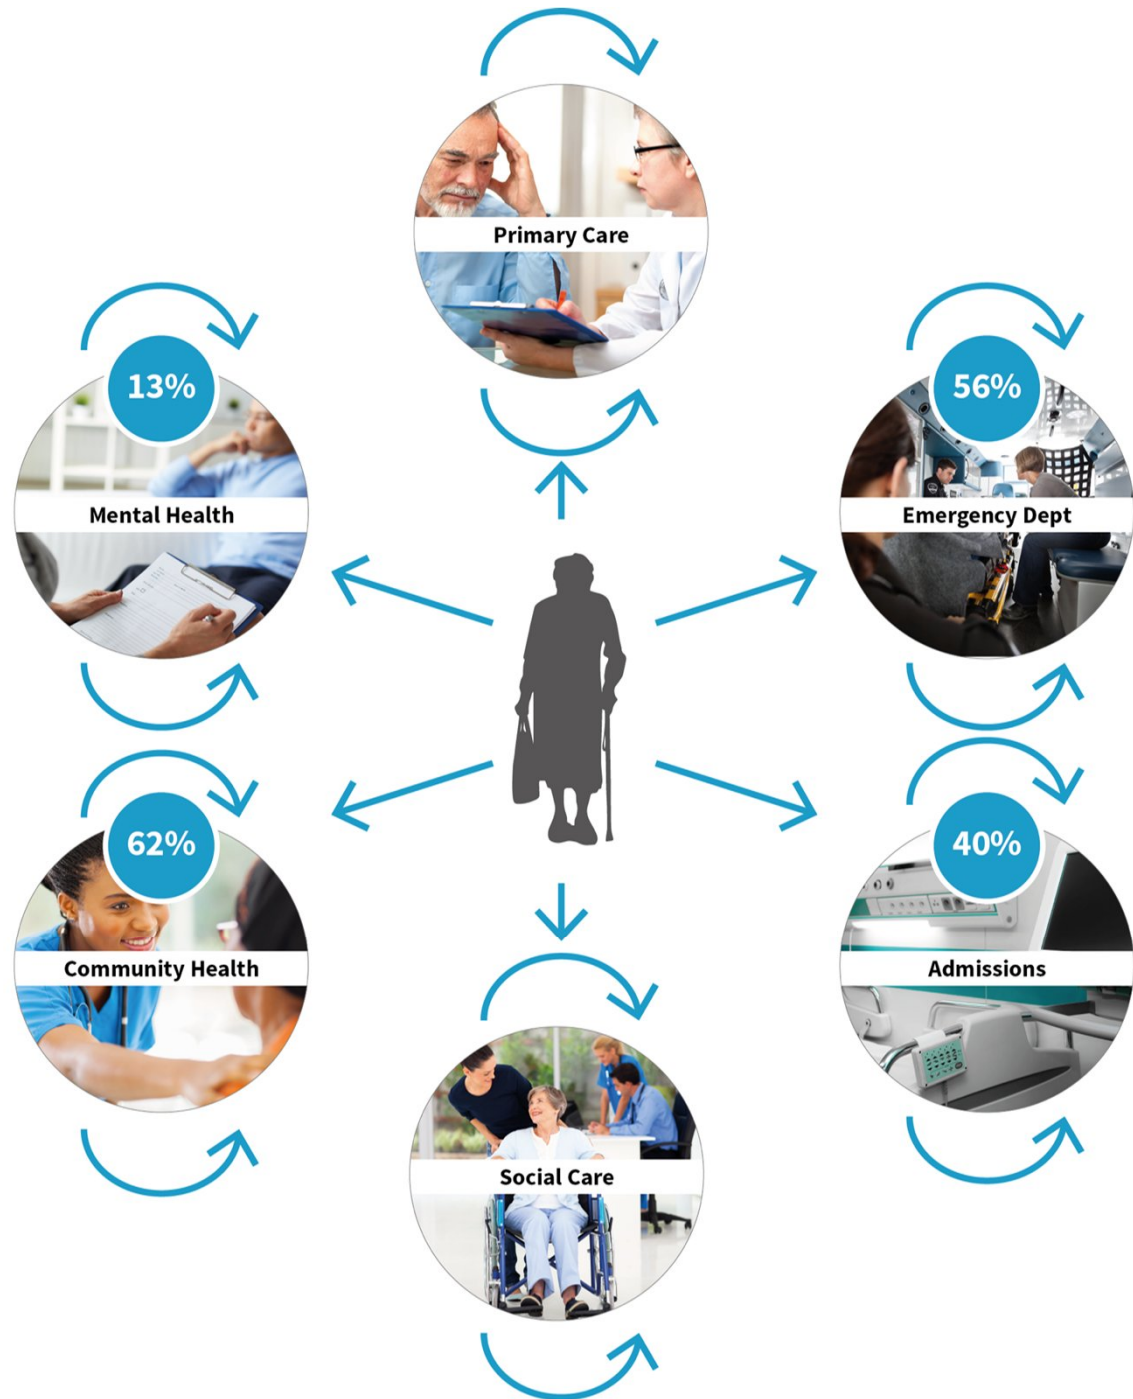 Primary Care
13%
Mental Health
56%
Emergency Dept
62%
Community Health
40%
Admissions
Social Care